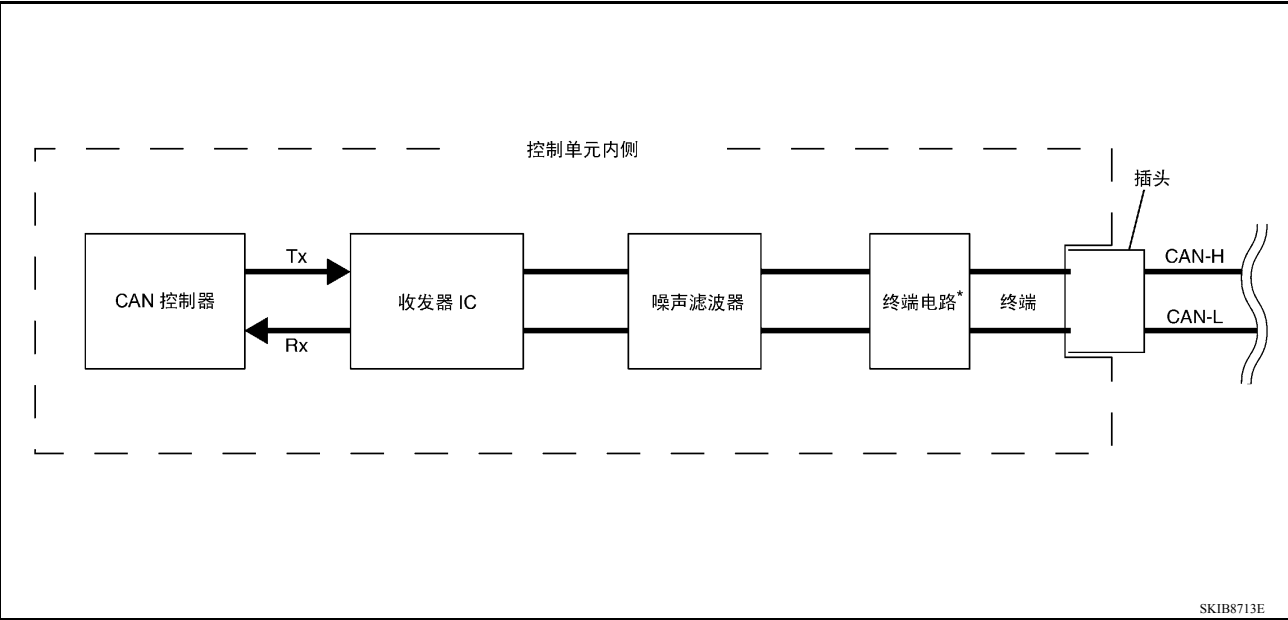 控制单元内侧
插头
Tx
CAN-H
CAN 控制器
收发器 IC
噪声滤波器
终端电路*
终端
CAN-L
Rx
SKIB8713E